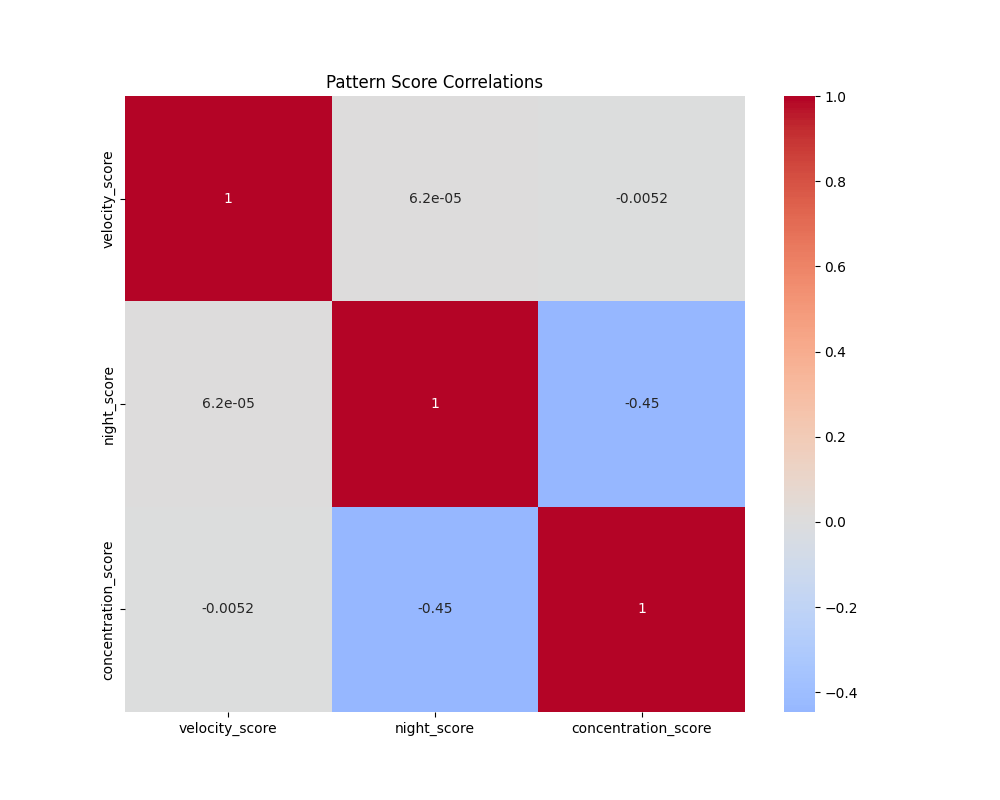 Pattern Score Correlations
velocity_score
1
6.2e-05
-0.0052
night_score
6.2e-05
1
-0.45
concentration_score
-0.0052
-0.45
1
velocity_score
night_score
concentration_score
1.0
0.8
0.6
0.4
0.2
0.0
−0.2
−0.4